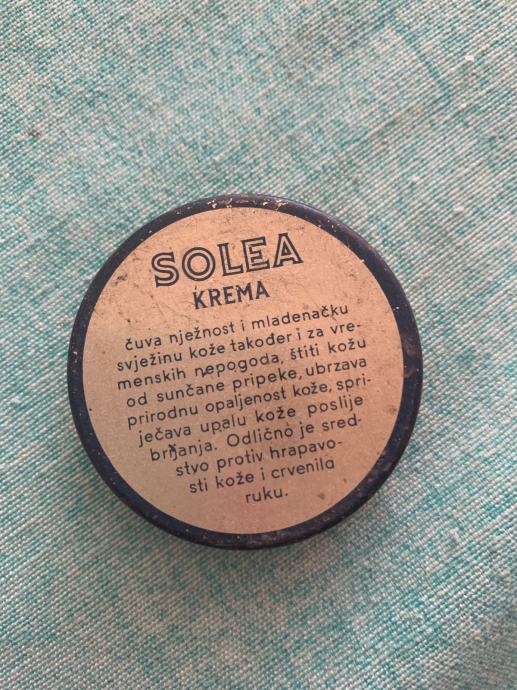 SOLEA
KREMA
čuva nježnost i mladenačku
svježinu kože također i za vre-
menskih nepogoda, štiti kožu
od sunčane pripeke, ubrzava
prirodnu opaljenost kože, spri-
ječava upalu kože poslije
brijanja. Odlično je sred-
stvo protiv hrapavo-
sti kože i crvenila
ruku.